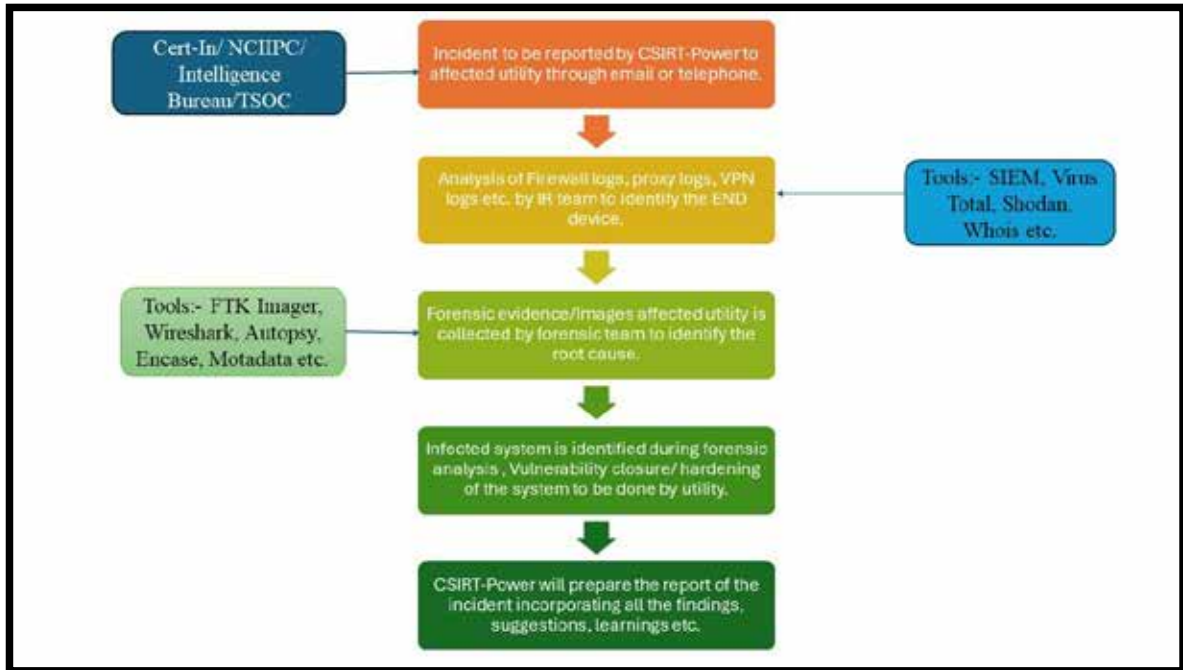 Cert-In/ NCIIPC/
Intelligence
Bureau/TSOC
Incident to be reported by CSIRT-Power to
affected utility through email or telephone.
Analysis of Firewall logs, proxy logs, VPN
logs etc. by IR team to identify the END
device.
Tools:- SIEM, Virus
Total, Shodan,
Whois etc.
Tools:- FTK Imager,
Wireshark, Autopsy,
Encase, Motadata etc.
Forensic evidence/Images affected utility is
collected by forensic team to identify the
root cause.
Infected system is identified during forensic
analysis , Vulnerability closure/ hardening
of the system to be done by utility.
CSIRT-Power will prepare the report of the
incident incorporating all the findings,
suggestions, learnings etc.